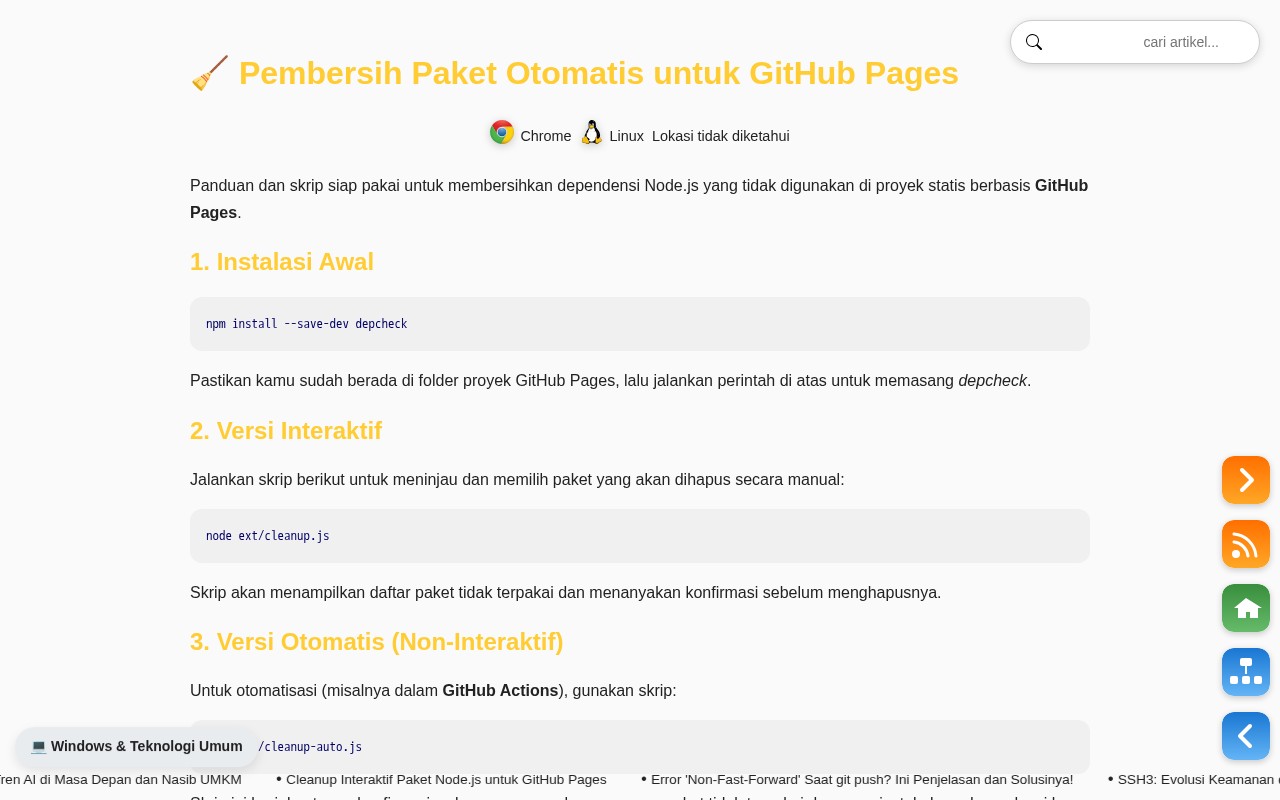 cari artikel...
🧹 Pembersih Paket Otomatis untuk GitHub Pages
Chrome Linux Lokasi tidak diketahui
Panduan dan skrip siap pakai untuk membersihkan dependensi Node.js yang tidak digunakan di proyek statis berbasis GitHub
Pages.
1. Instalasi Awal
npm install --save-dev depcheck
Pastikan kamu sudah berada di folder proyek GitHub Pages, lalu jalankan perintah di atas untuk memasang depcheck.
2. Versi Interaktif
Jalankan skrip berikut untuk meninjau dan memilih paket yang akan dihapus secara manual:
node ext/cleanup.js
Skrip akan menampilkan daftar paket tidak terpakai dan menanyakan konfirmasi sebelum menghapusnya.
3. Versi Otomatis (Non-Interaktif)
Untuk otomatisasi (misalnya dalam GitHub Actions), gunakan skrip:
/cleanup-auto.js
💻 Windows & Teknologi Umum
Tren AI di Masa Depan dan Nasib UMKM • Cleanup Interaktif Paket Node.js untuk GitHub Pages • Error 'Non-Fast-Forward' Saat git push? Ini Penjelasan dan Solusinya! • SSH3: Evolusi Keamanan